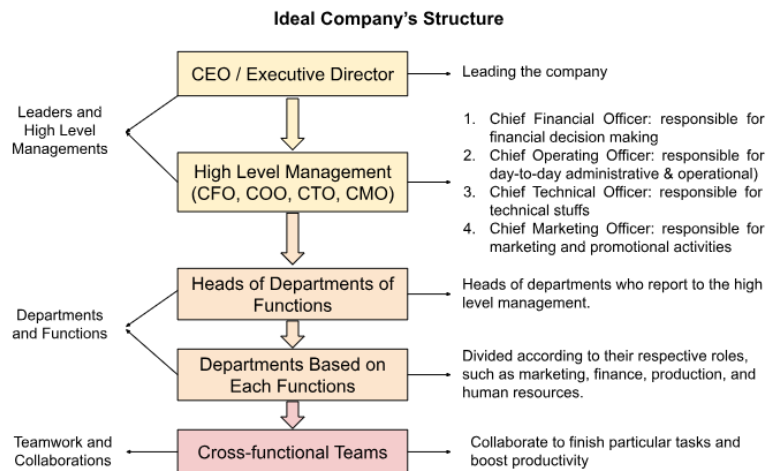 Ideal Company's Structure
CEO / Executive Director
Leading the company
Leaders and
High Level
Managements
High Level Management
(CFO, COO, CTO, CMO)
1. Chief Financial Officer: responsible for
financial decision making
2. Chief Operating Officer: responsible for
day-to-day administrative & operational)
3. Chief Technical Officer: responsible for
technical stuffs
4. Chief Marketing Officer: responsible for
marketing and promotional activities
Heads of Departments of
Functions
Heads of departments who report to the high
level management.
Departments
and Functions
Departments Based on
Each Functions
Divided according to their respective roles,
such as marketing, finance, production, and
human resources.
Teamwork and
Collaborations
Cross-functional Teams
Collaborate to finish particular tasks and
boost productivity